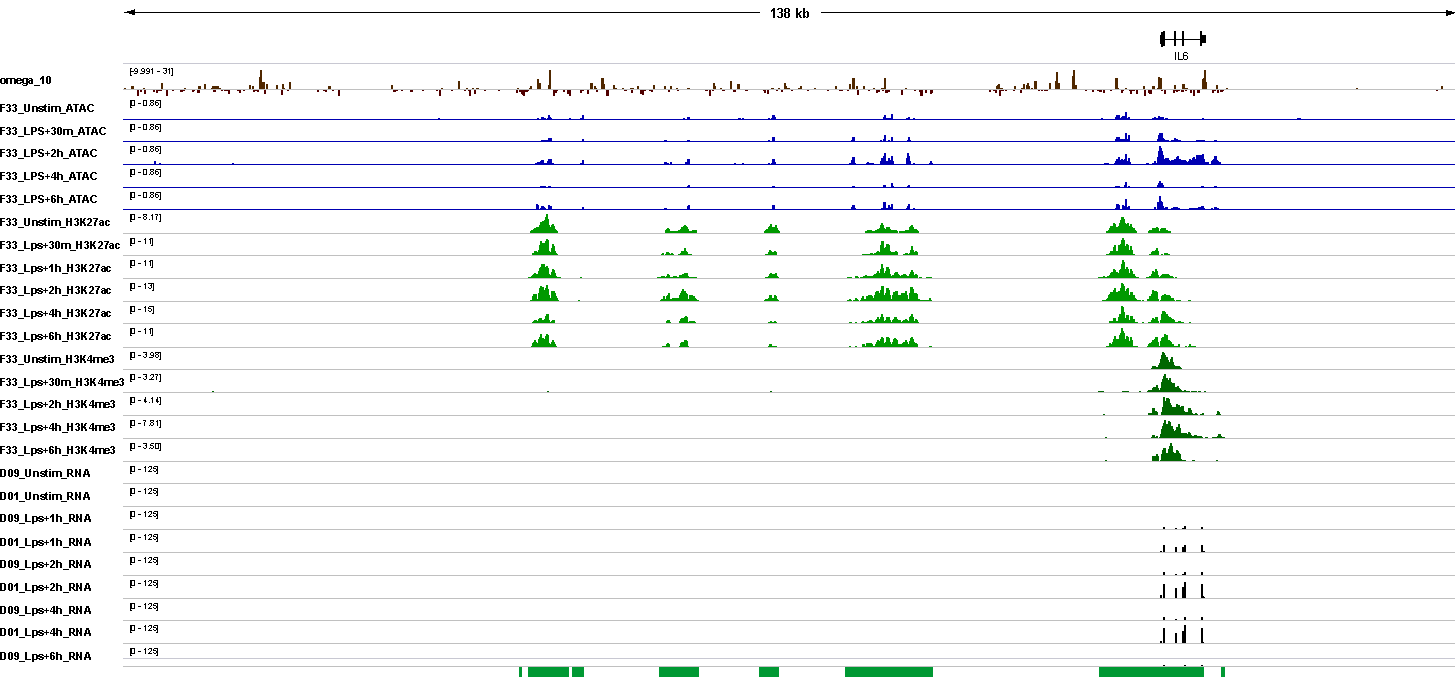 138 kb
IL6
omega_10
[-9.991 - 31]
F33_Unstim_ATAC
[0 - 0.86]
F33_LPS+30m_ATAC
[0 - 0.86]
F33_LPS+2h_ATAC
[0 - 0.86]
F33_LPS+4h_ATAC
[0 - 0.86]
F33_LPS+6h_ATAC
[0 - 0.86]
F33_Unstim_H3K27ac
[0 - 8.17]
F33_Lps+30m_H3K27ac
[0 - 11]
F33_Lps+1h_H3K27ac
[0 - 11]
F33_Lps+2h_H3K27ac
[0 - 13]
F33_Lps+4h_H3K27ac
[0 - 15]
F33_Lps+6h_H3K27ac
[0 - 11]
F33_Unstim_H3K4me3
[0 - 3.98]
F33_Lps+30m_H3K4me3
[0 - 3.27]
F33_Lps+2h_H3K4me3
[0 - 4.14]
F33_Lps+4h_H3K4me3
[0 - 7.81]
F33_Lps+6h_H3K4me3
[0 - 3.50]
D09_Unstim_RNA
[0 - 125]
D01_Unstim_RNA
[0 - 125]
D09_Lps+1h_RNA
[0 - 125]
D01_Lps+1h_RNA
[0 - 125]
D09_Lps+2h_RNA
[0 - 125]
D01_Lps+2h_RNA
[0 - 125]
D09_Lps+4h_RNA
[0 - 125]
D01_Lps+4h_RNA
[0 - 125]
D09_Lps+6h_RNA
[0 - 125]